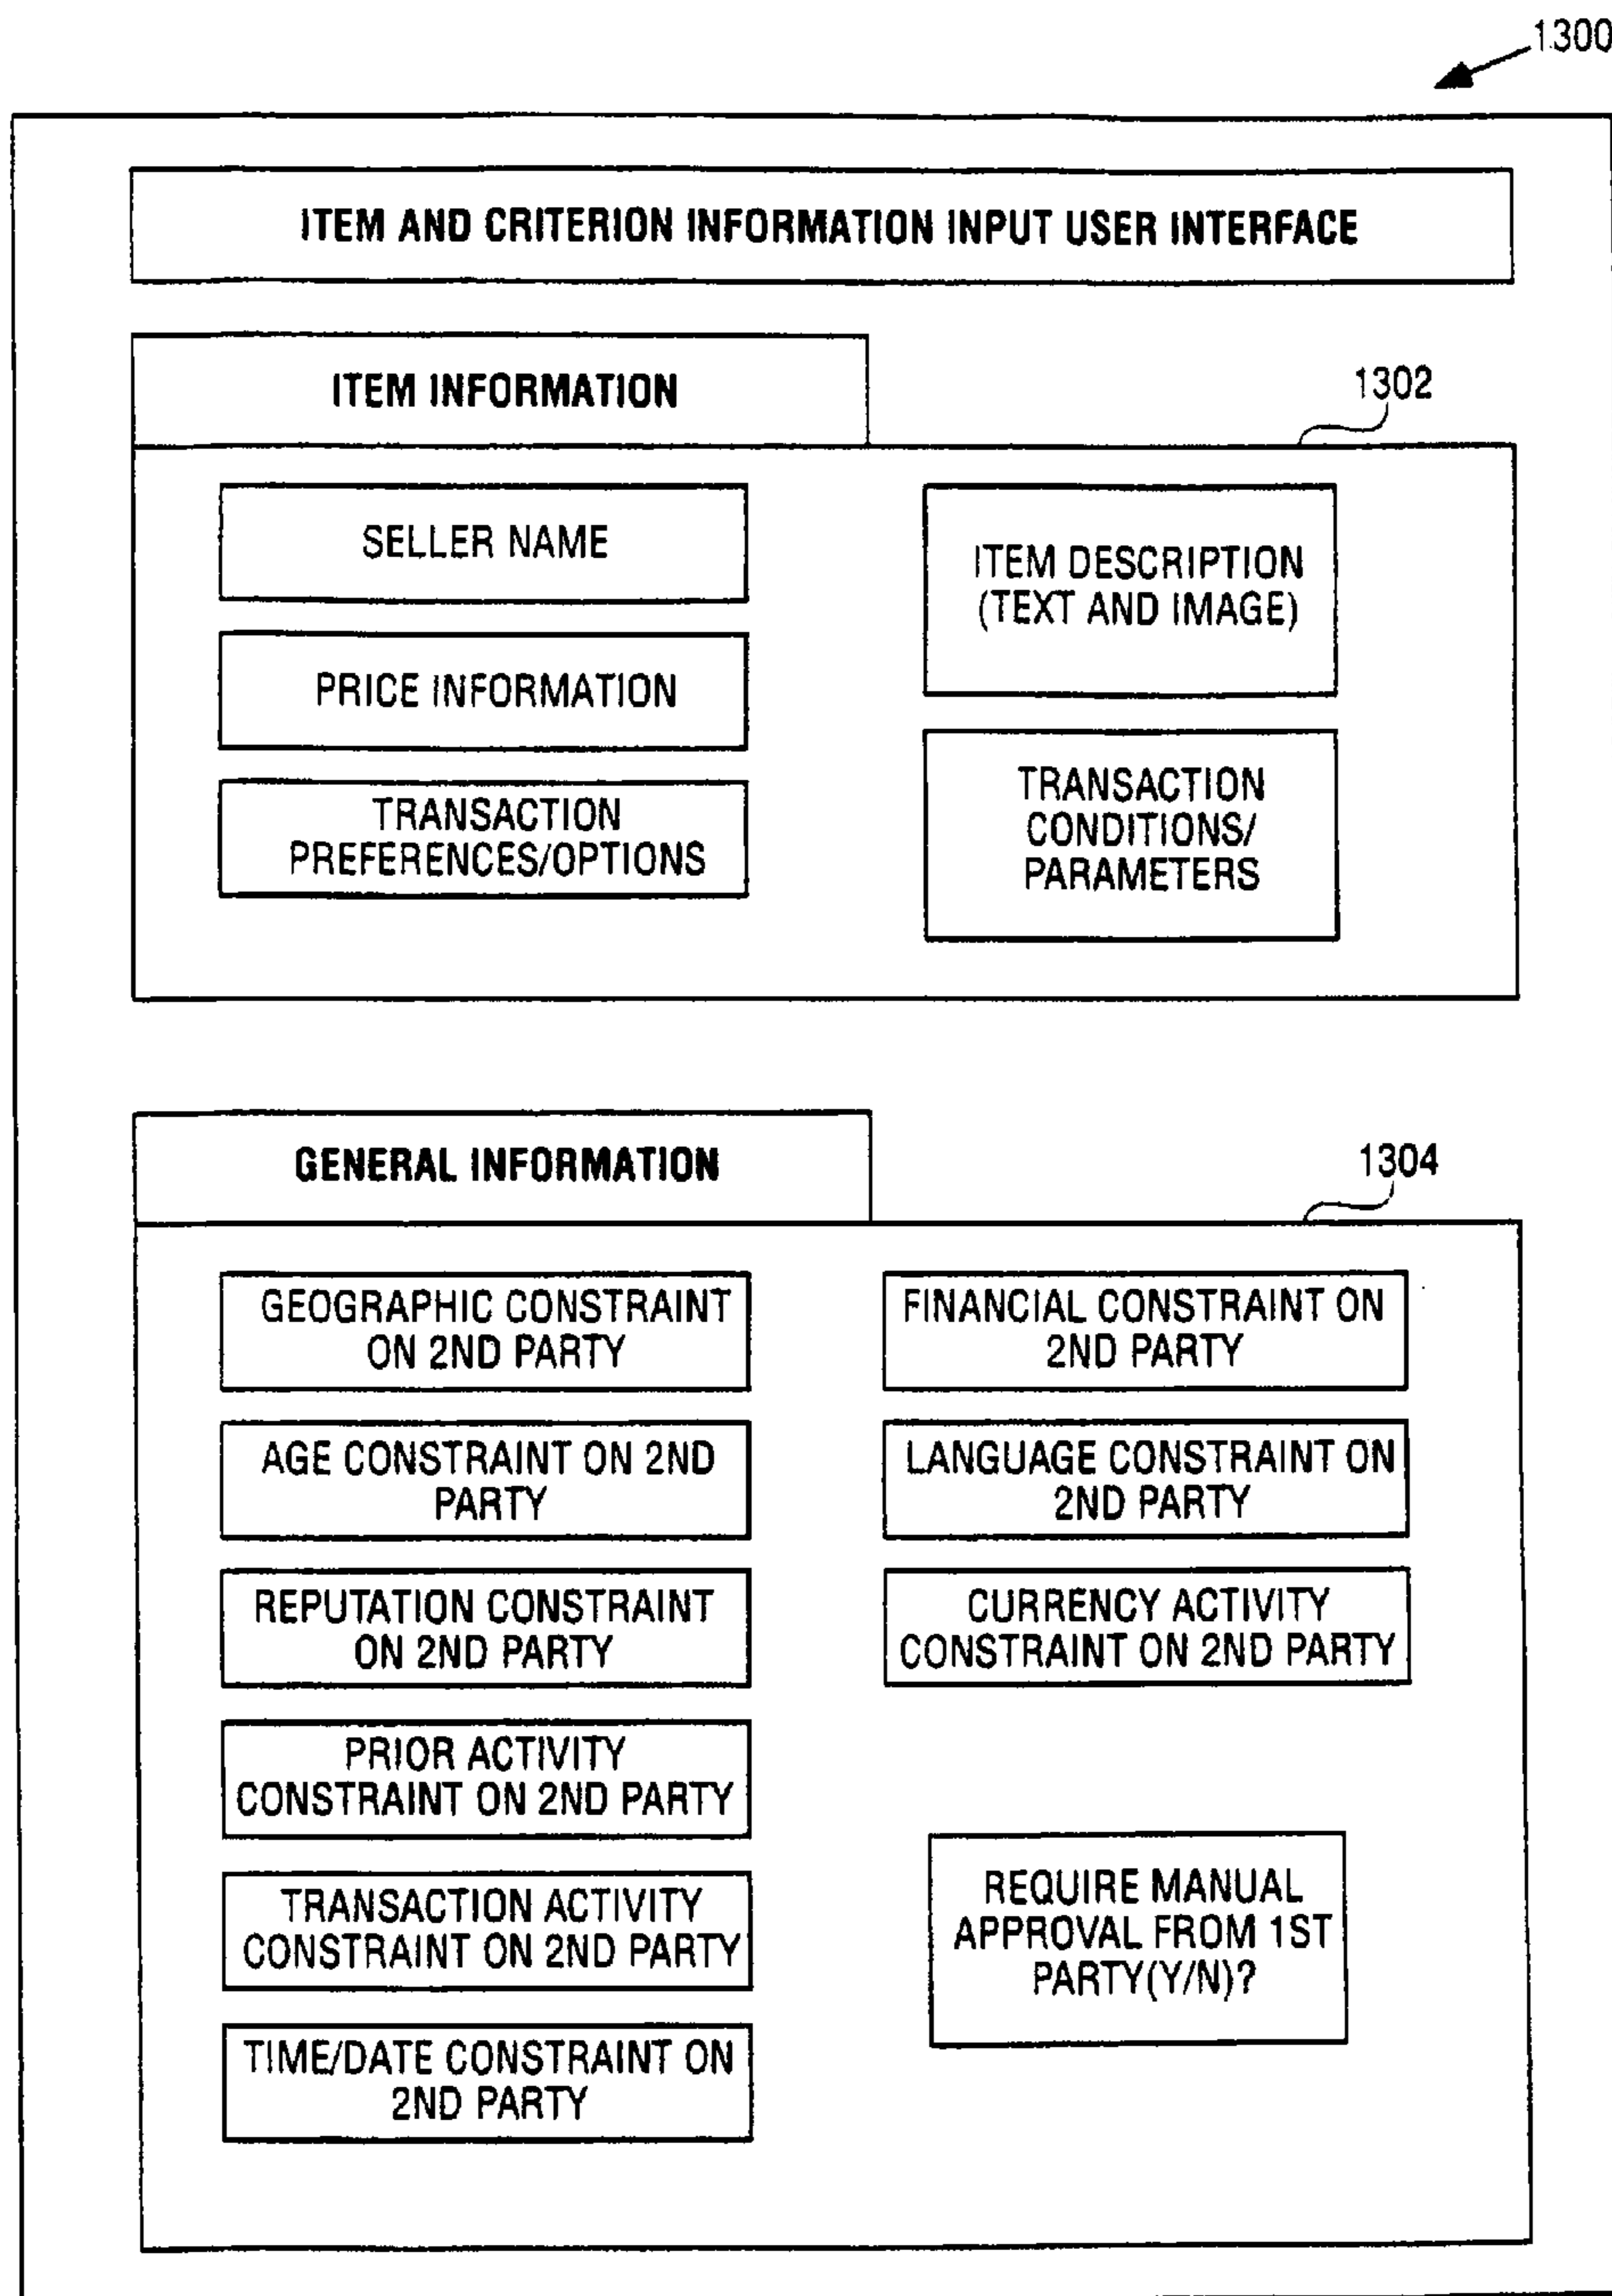 1300
ITEM AND CRITERION INFORMATION INPUT USER INTERFACE
ITEM INFORMATION
1302
SELLER NAME
PRICE INFORMATION
TRANSACTION
PREFERENCES/OPTIONS
ITEM DESCRIPTION
(TEXT AND IMAGE)
TRANSACTION
CONDITIONS/
PARAMETERS
GENERAL INFORMATION
1304
GEOGRAPHIC CONSTRAINT
ON 2ND PARTY
AGE CONSTRAINT ON 2ND
PARTY
REPUTATION CONSTRAINT
ON 2ND PARTY
PRIOR ACTIVITY
CONSTRAINT ON 2ND PARTY
TRANSACTION ACTIVITY
CONSTRAINT ON 2ND PARTY
TIME/DATE CONSTRAINT ON
2ND PARTY
FINANCIAL CONSTRAINT ON
2ND PARTY
LANGUAGE CONSTRAINT ON
2ND PARTY
CURRENCY ACTIVITY
CONSTRAINT ON 2ND PARTY
REQUIRE MANUAL
APPROVAL FROM 1ST
PARTY(Y/N)?